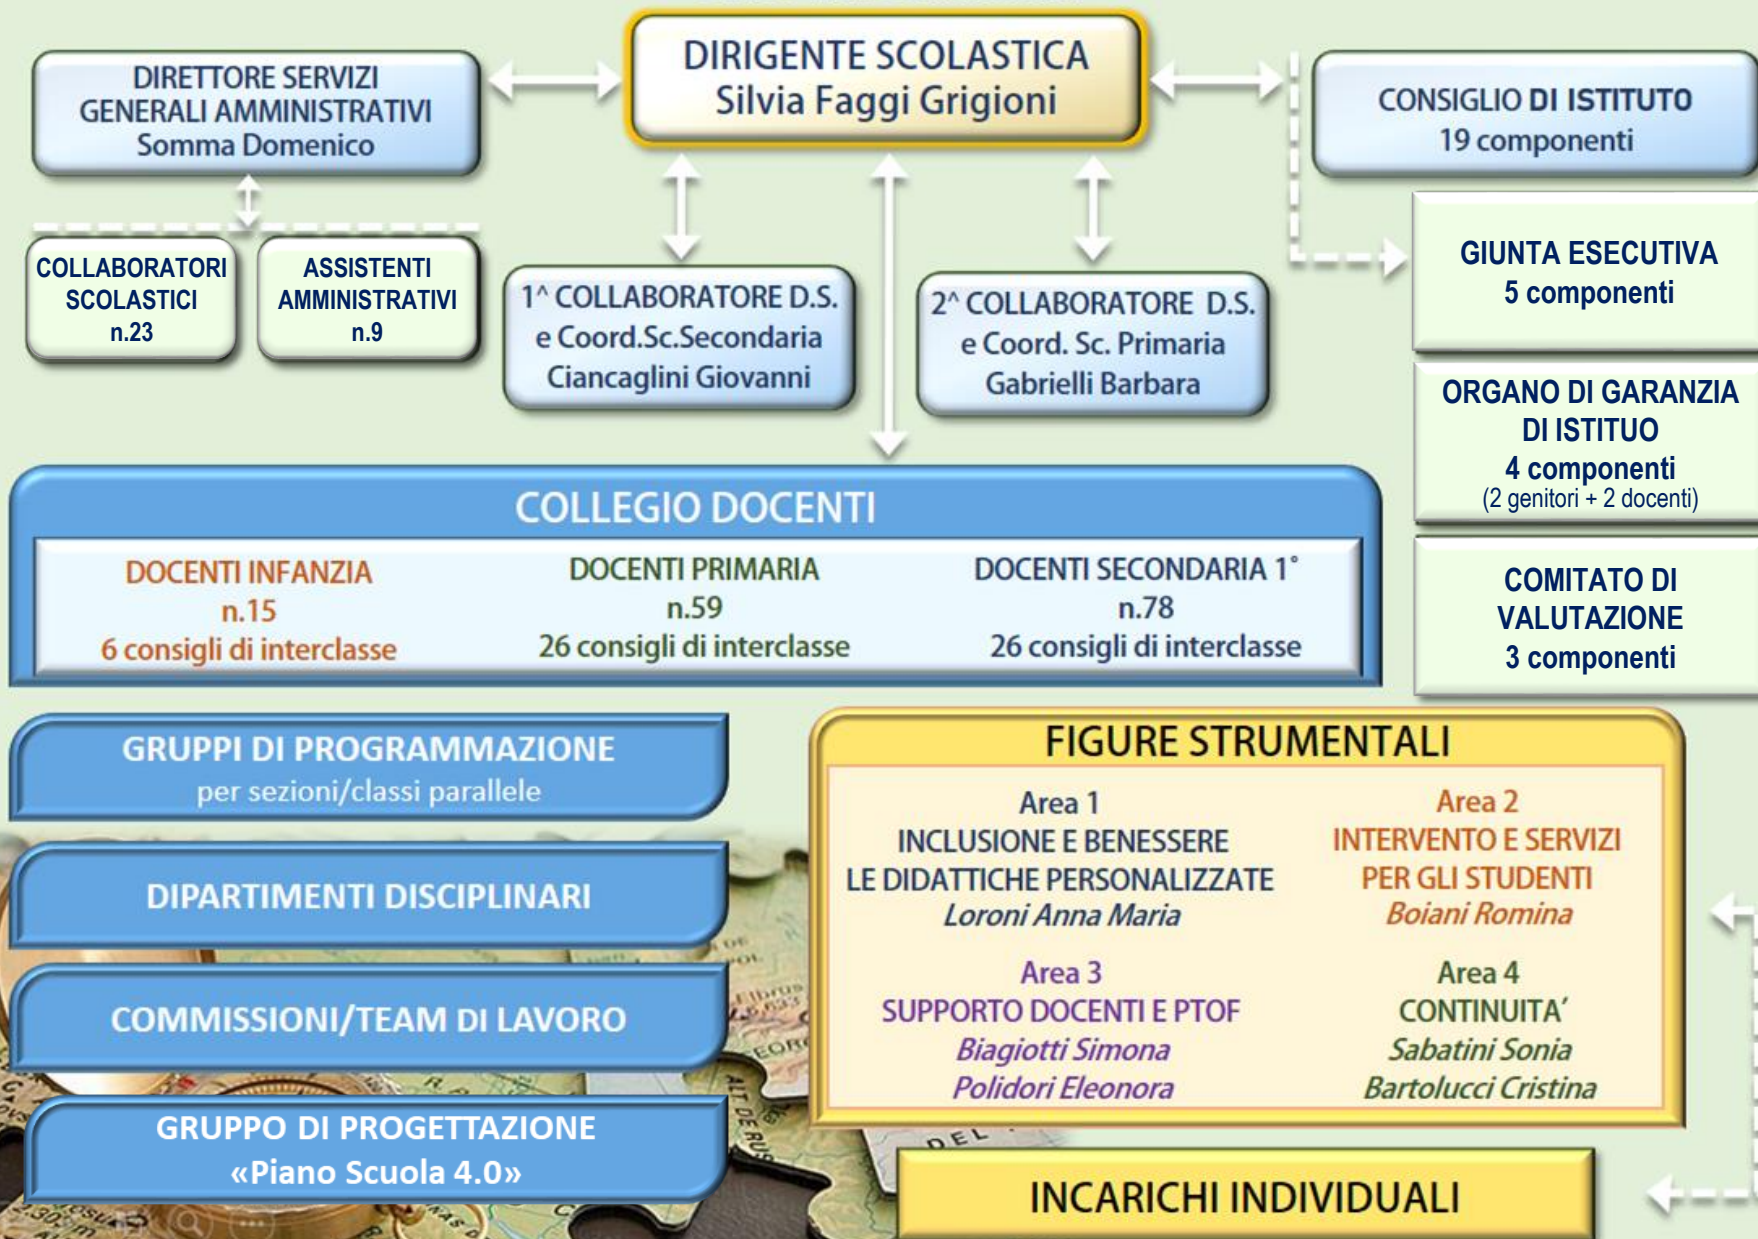 DIRIGENTE SCOLASTICA
Silvia Faggi Grigioni
DIRETTORE SERVIZI
GENERALI AMMINISTRATIVI
Somma Domenico
CONSIGLIO DI ISTITUTO
19 componenti
COLLABORATORI
SCOLASTICI
n.23
ASSISTENTI
AMMINISTRATIVI
n.9
1^ COLLABORATORE D.S.
e Coord.Sc.Secondaria
Ciancaglini Giovanni
2^ COLLABORATORE D.S.
e Coord. Sc. Primaria
Gabrielli Barbara
GIUNTA ESECUTIVA
5 componenti
ORGANO DI GARANZIA
DI ISTITUO
4 componenti
(2 genitori + 2 docenti)
COMITATO DI
VALUTAZIONE
3 componenti
COLLEGIO DOCENTI
DOCENTI INFANZIA
n.15
6 consigli di interclasse
DOCENTI PRIMARIA
n.59
26 consigli di interclasse
DOCENTI SECONDARIA 1°
n.78
26 consigli di interclasse
GRUPPI DI PROGRAMMAZIONE
per sezioni/classi parallele
DIPARTIMENTI DISCIPLINARI
COMMISSIONI/TEAM DI LAVORO
GRUPPO DI PROGETTAZIONE
«Piano Scuola 4.0»
FIGURE STRUMENTALI
Area 1
INCLUSIONE E BENESSERE
LE DIDATTICHE PERSONALIZZATE
Loroni Anna Maria
Area 2
INTERVENTO E SERVIZI
PER GLI STUDENTI
Boiani Romina
Area 3
SUPPORTO DOCENTI E PTOF
Biagiotti Simona
Polidori Eleonora
Area 4
CONTINUITA'
Sabatini Sonia
Bartolucci Cristina
INCARICHI INDIVIDUALI
Elbrus
ALT DE RUS
DEL